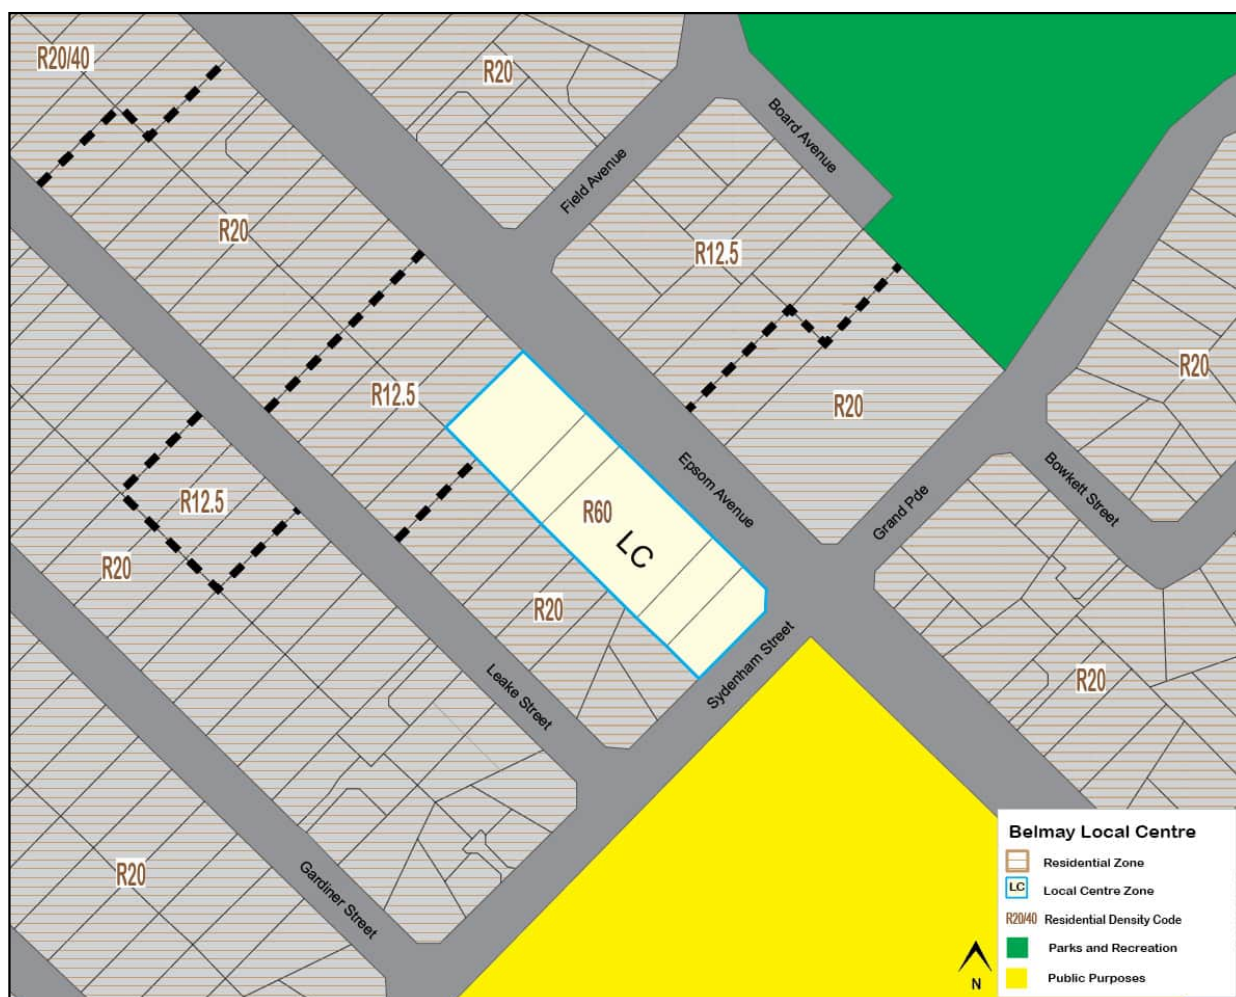 R20/40
R20
Board Avenue
Field Avenue
R20
R12.5
R20
R12.5
R20
Epsom Avenue
Grand Pde
Bowkett Street
R12.5
R60
LC
R20
R20
Sydenham Street
Leake Street
R20
Gardiner Street
R20
Belmay Local Centre
Residential Zone
LC Local Centre Zone
R20/40 Residential Density Code
Parks and Recreation
Public Purposes
N